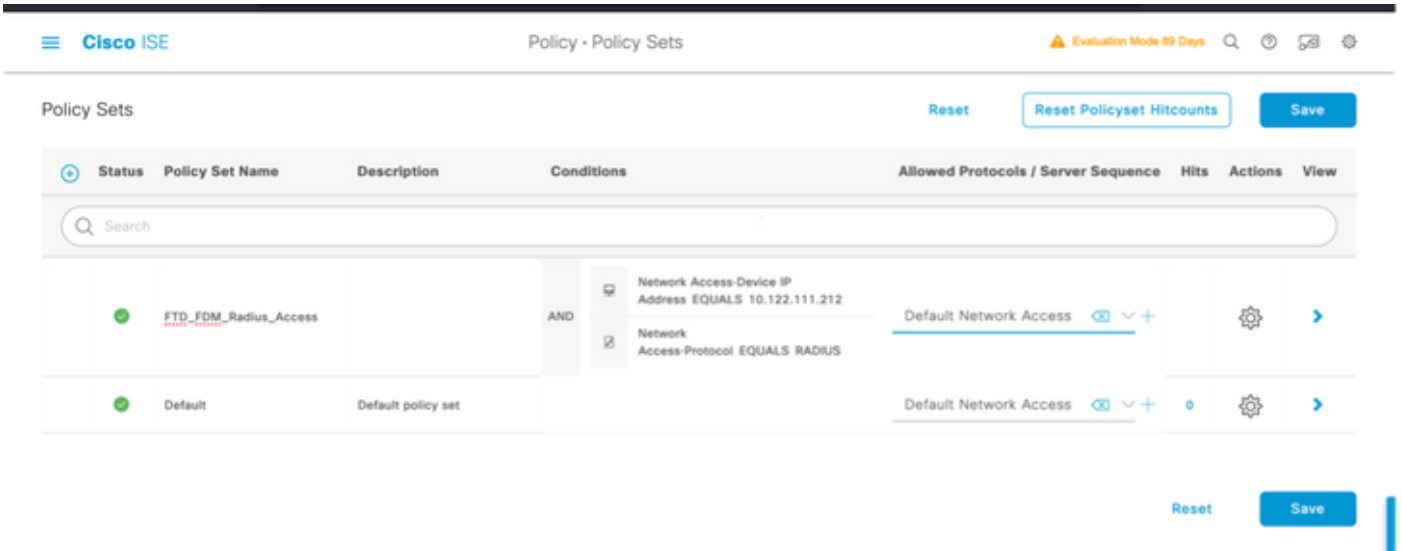 Cisco ISE
Policy · Policy Sets
Evaluation Mode 89 Days
Policy Sets
Reset
Reset Policyset Hitcounts
Save
Status Policy Set Name Description Conditions Allowed Protocols / Server Sequence Hits Actions View
Search
FTD_FDM_Radius_Access
AND
Network Access·Device IP
Address EQUALS 10.122.111.212
Network
Access·Protocol EQUALS RADIUS
Default Network Access
Default
Default policy set
Default Network Access
0
Reset
Save